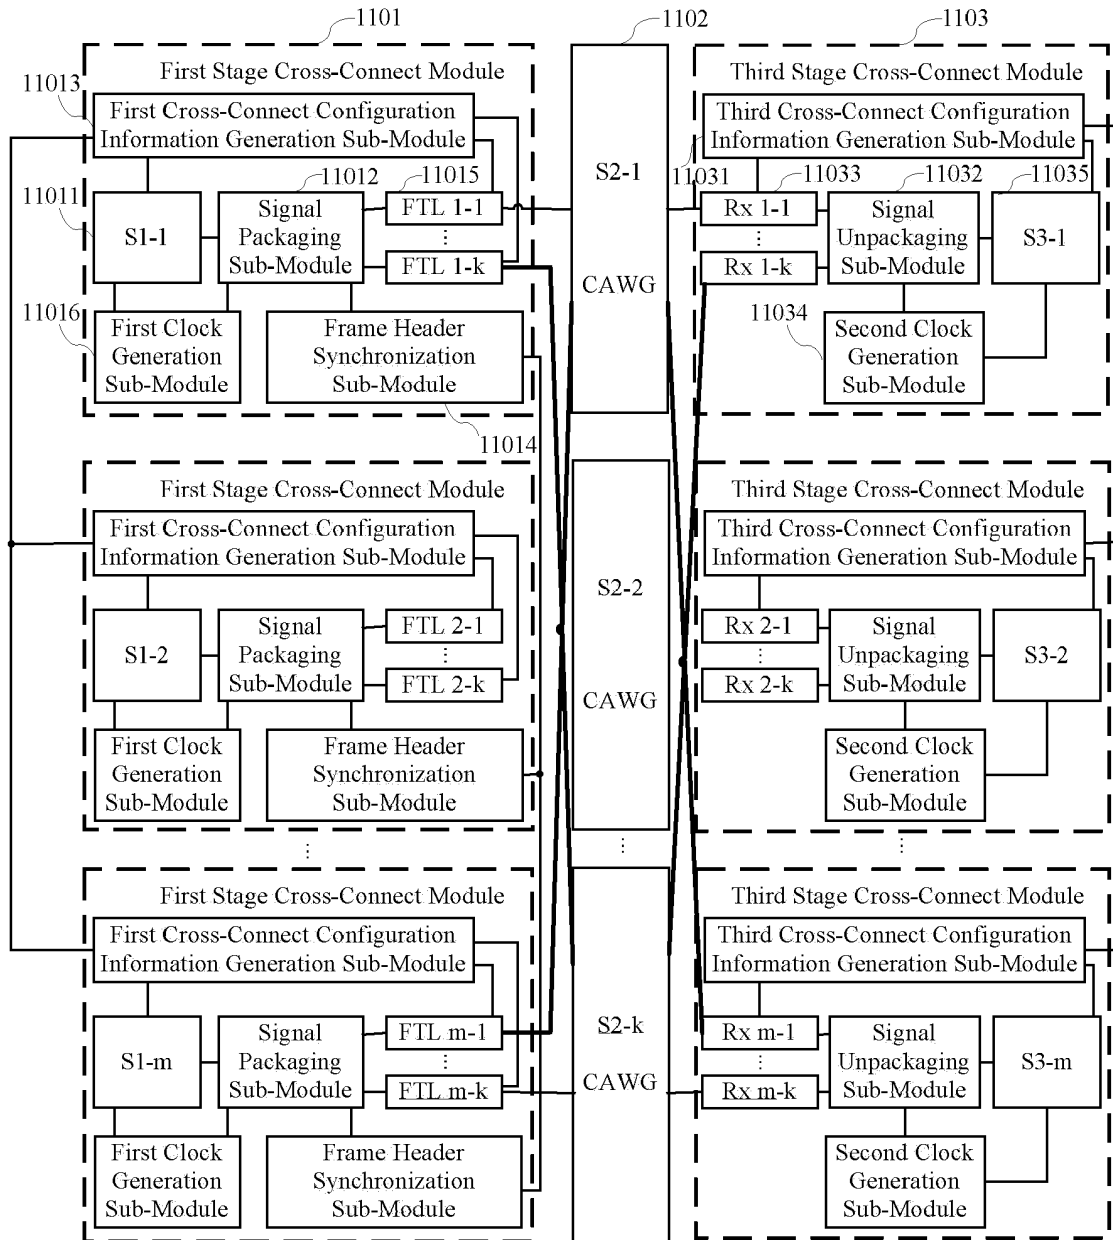 1101
1102
1103
First Stage Cross-Connect Module
11013
First Cross-Connect Configuration
Information Generation Sub-Module
11012
11015
11011
S1-1
Signal
Packaging
Sub-Module
FTL 1-1
⋮
FTL 1-k
11016
First Clock
Generation
Sub-Module
Frame Header
Synchronization
Sub-Module
11014
S2-1
CAWG
Third Stage Cross-Connect Module
Third Cross-Connect Configuration
Information Generation Sub-Module
11031
11033
11032
11035
Rx 1-1
⋮
Rx 1-k
Signal
Unpackaging
Sub-Module
S3-1
11034
Second Clock
Generation
Sub-Module
First Stage Cross-Connect Module
First Cross-Connect Configuration
Information Generation Sub-Module
S1-2
Signal
Packaging
Sub-Module
FTL 2-1
⋮
FTL 2-k
First Clock
Generation
Sub-Module
Frame Header
Synchronization
Sub-Module
⋮
S2-2
CAWG
⋮
Third Stage Cross-Connect Module
Third Cross-Connect Configuration
Information Generation Sub-Module
Rx 2-1
⋮
Rx 2-k
Signal
Unpackaging
Sub-Module
S3-2
Second Clock
Generation
Sub-Module
⋮
First Stage Cross-Connect Module
First Cross-Connect Configuration
Information Generation Sub-Module
S1-m
Signal
Packaging
Sub-Module
FTL m-1
⋮
FTL m-k
First Clock
Generation
Sub-Module
Frame Header
Synchronization
Sub-Module
S2-k
CAWG
Third Stage Cross-Connect Module
Third Cross-Connect Configuration
Information Generation Sub-Module
Rx m-1
⋮
Rx m-k
Signal
Unpackaging
Sub-Module
S3-m
Second Clock
Generation
Sub-Module